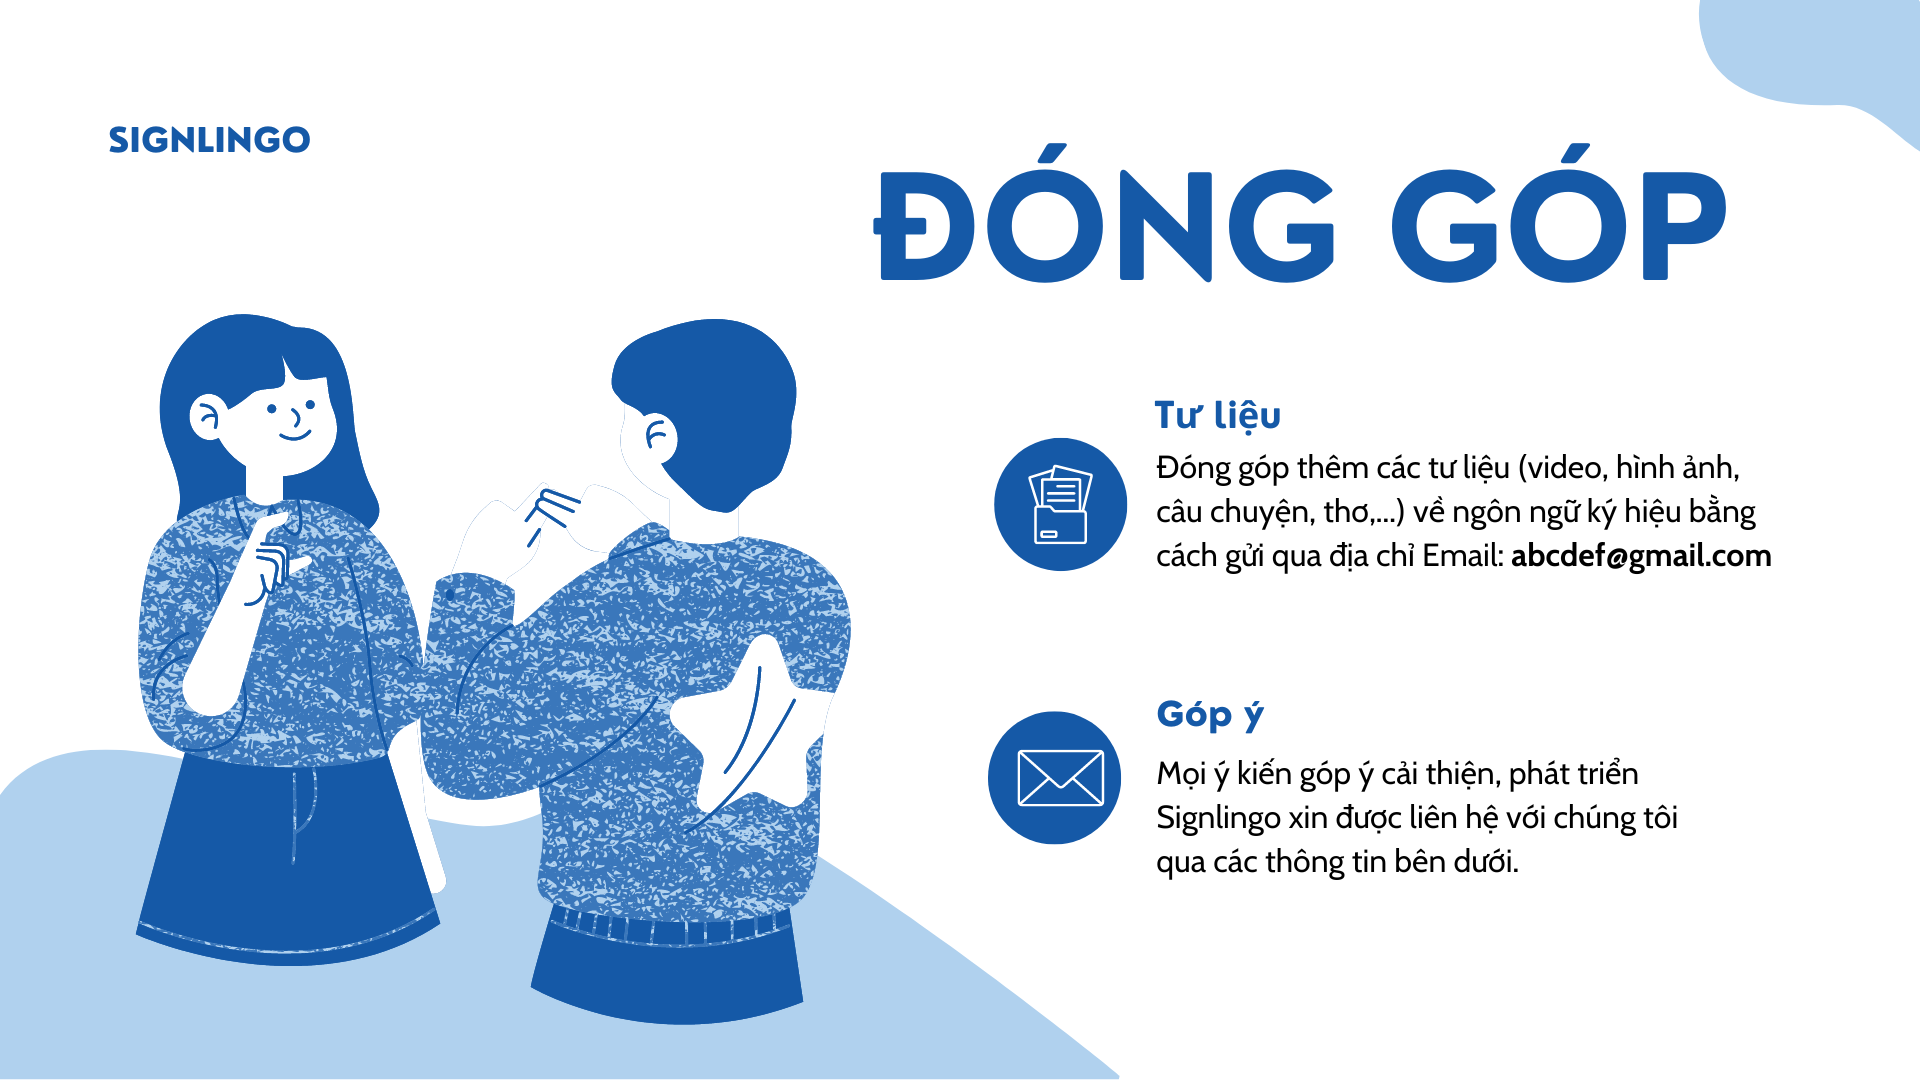 SIGNLINGO
ĐÓNG GÓP
Tư liệu
Đóng góp thêm các tư liệu (video, hình ảnh,
câu chuyện, thơ,...) về ngôn ngữ ký hiệu bằng
cách gửi qua địa chỉ Email: abcdef@gmail.com
Góp ý
Mọi ý kiến góp ý cải thiện, phát triển
Signlingo xin được liên hệ với chúng tôi
qua các thông tin bên dưới.